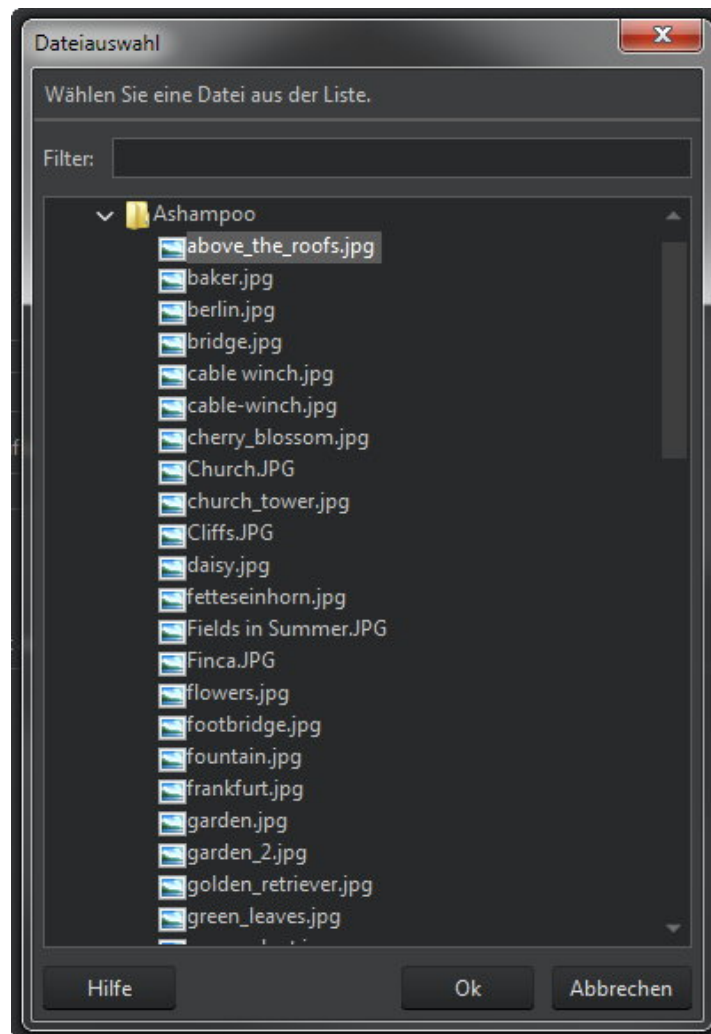 Dateiauswahl
Wählen Sie eine Datei aus der Liste.
Filter:
Ashampoo
above_the_roofs.jpg
baker.jpg
berlin.jpg
bridge.jpg
cable winch.jpg
cable-winch.jpg
cherry_blossom.jpg
Church.JPG
church_tower.jpg
Cliffs.JPG
daisy.jpg
fetteseinhorn.jpg
Fields in Summer.JPG
Finca.JPG
flowers.jpg
footbridge.jpg
fountain.jpg
frankfurt.jpg
garden.jpg
garden_2.jpg
golden_retriever.jpg
green_leaves.jpg
Hilfe Ok Abbrechen